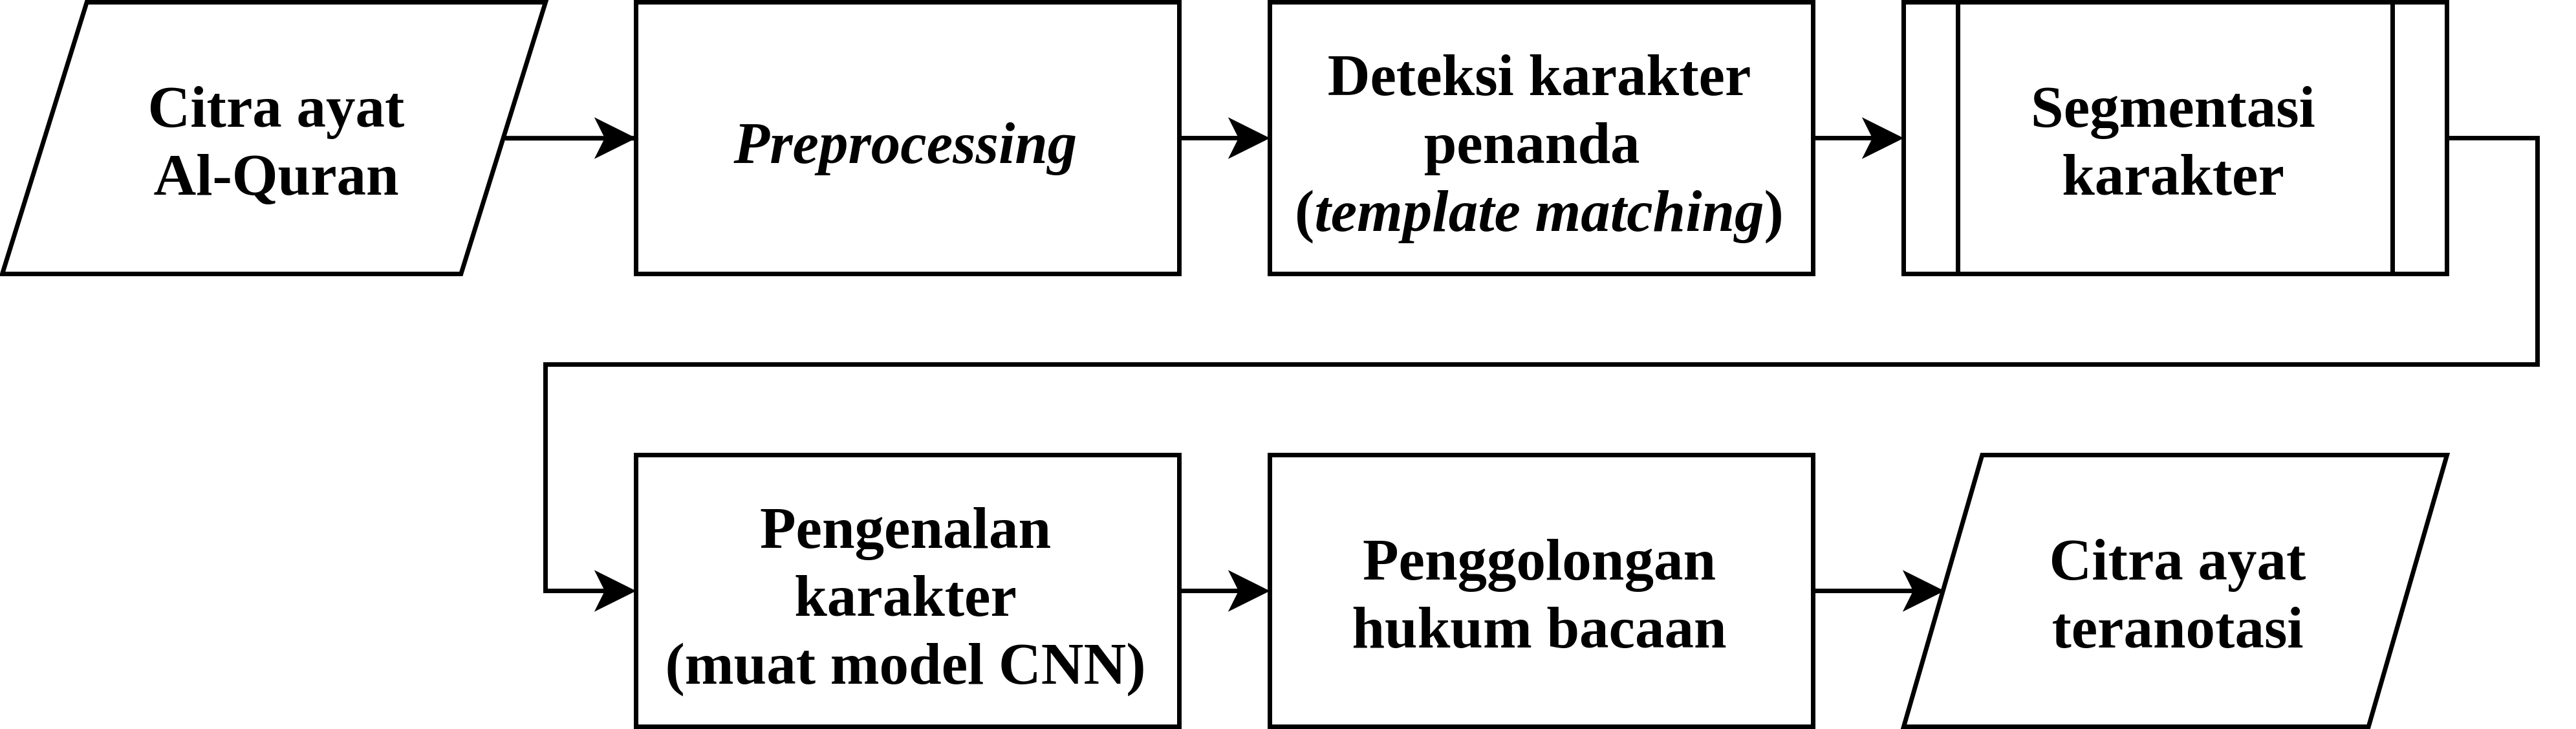 Citra ayat
Al-Quran
Preprocessing
Deteksi karakter
penanda
(template matching)
Segmentasi
karakter
Pengenalan
karakter
(muat model CNN)
Penggolongan
hukum bacaan
Citra ayat
teranotasi